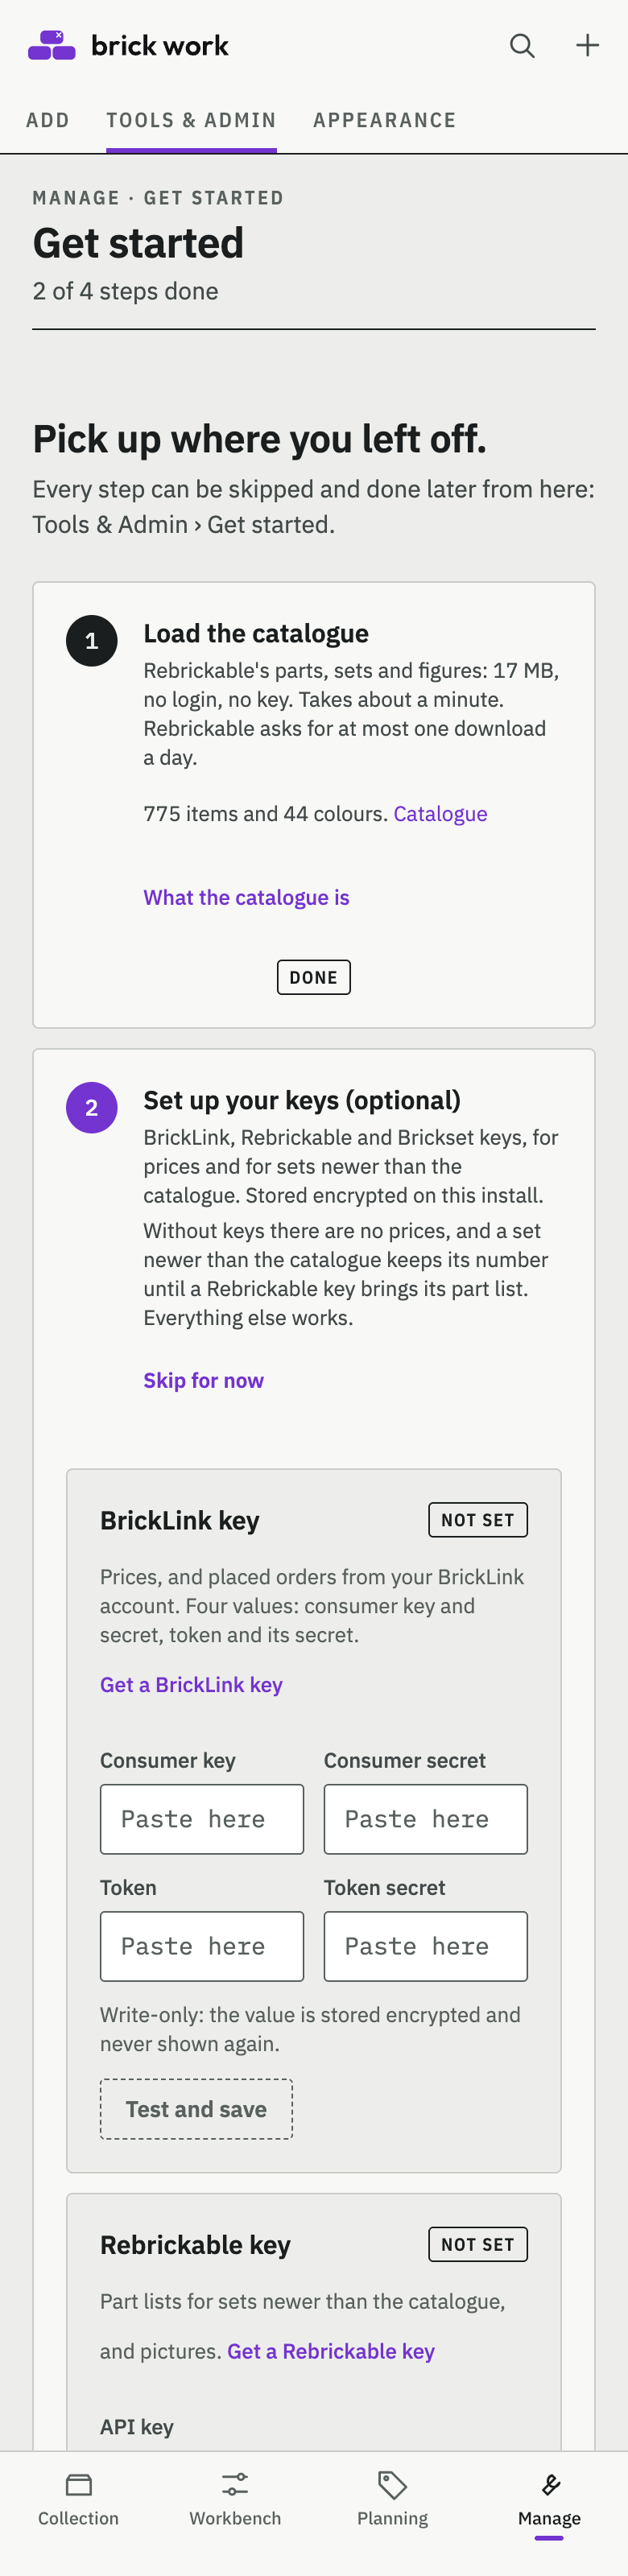 brick work
ADD TOOLS & ADMIN APPEARANCE
MANAGE · GET STARTED
Get started
2 of 4 steps done
Pick up where you left off.
Every step can be skipped and done later from here:
Tools & Admin › Get started.
1
Load the catalogue
Rebrickable's parts, sets and figures: 17 MB,
no login, no key. Takes about a minute.
Rebrickable asks for at most one download
a day.
775 items and 44 colours. Catalogue
What the catalogue is
DONE
2
Set up your keys (optional)
BrickLink, Rebrickable and Brickset keys, for
prices and for sets newer than the
catalogue. Stored encrypted on this install.
Without keys there are no prices, and a set
newer than the catalogue keeps its number
until a Rebrickable key brings its part list.
Everything else works.
Skip for now
BrickLink key NOT SET
Prices, and placed orders from your BrickLink
account. Four values: consumer key and
secret, token and its secret.
Get a BrickLink key
Consumer key Consumer secret
Paste here Paste here
Token Token secret
Paste here Paste here
Write-only: the value is stored encrypted and
never shown again.
Test and save
Rebrickable key NOT SET
Part lists for sets newer than the catalogue,
and pictures. Get a Rebrickable key
API key
Collection Workbench Planning Manage